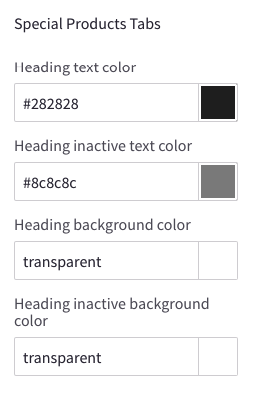 Special Products Tabs
Heading text color
#282828
Heading inactive text color
#8c8c8c
Heading background color
transparent
Heading inactive background
color
transparent